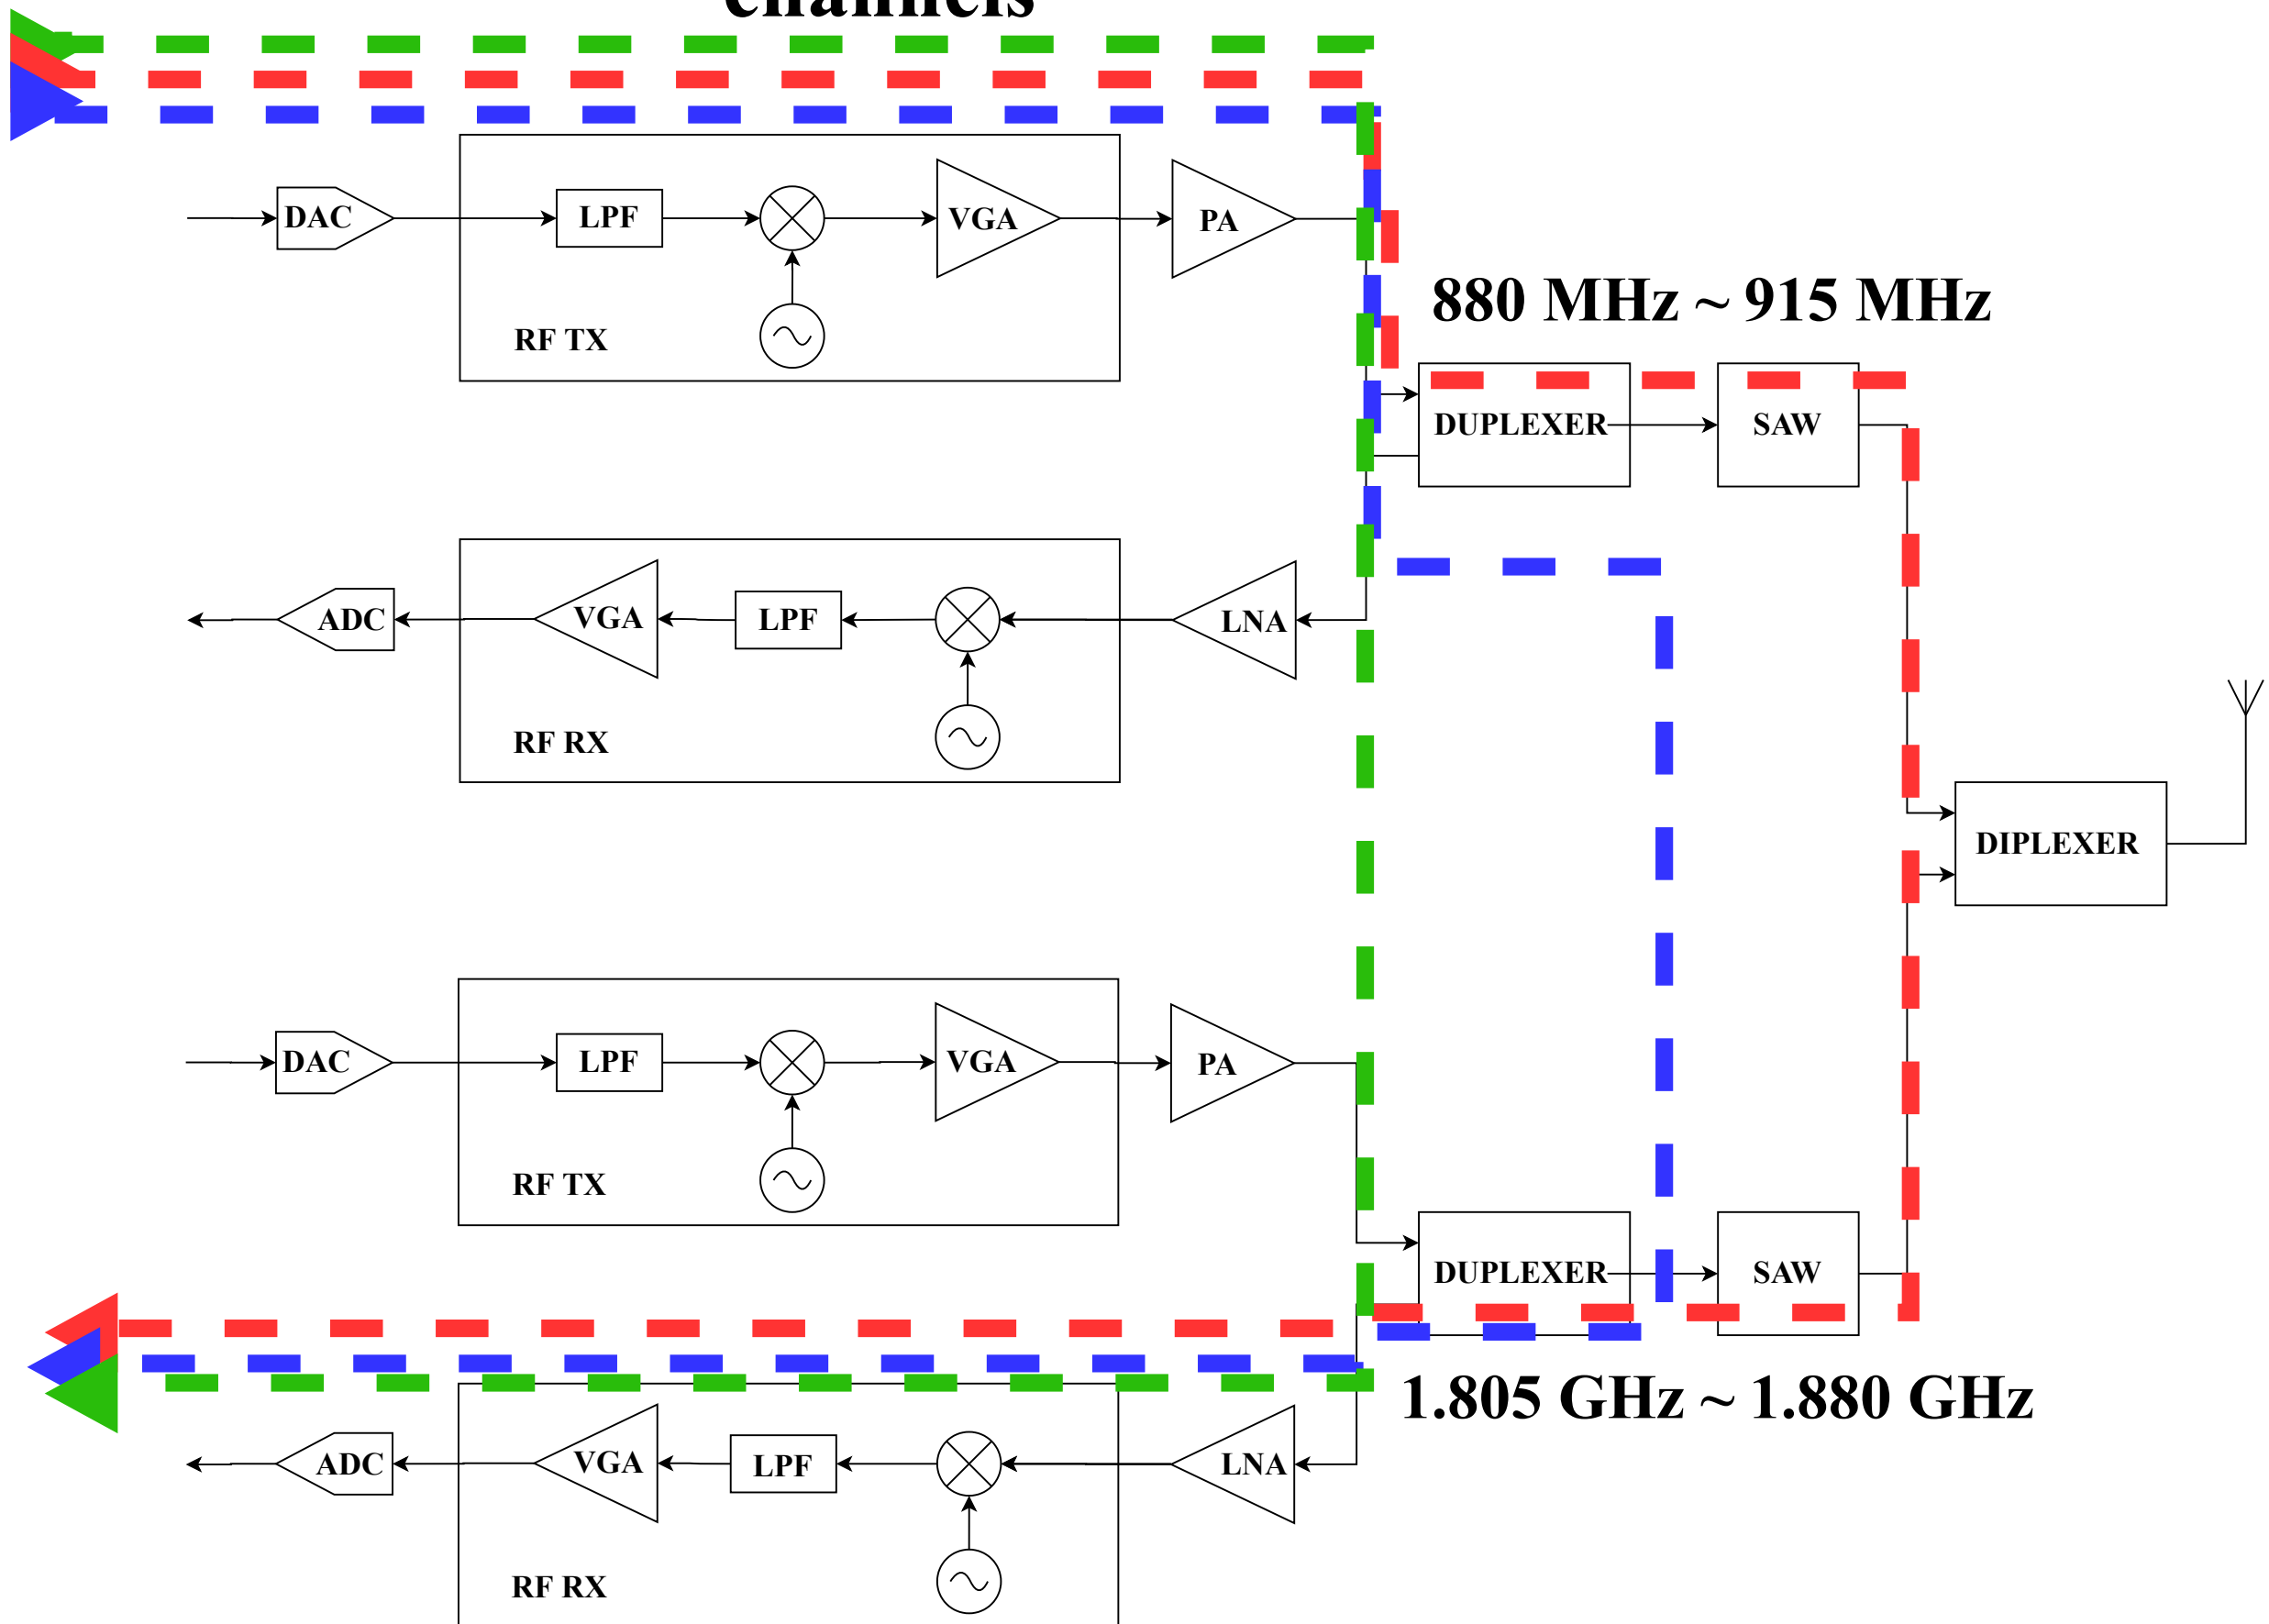 channels
DAC
LPF
VGA
PA
RF TX
880 MHz ~ 915 MHz
DUPLEXER
SAW
ADC
VGA
LPF
LNA
RF RX
DIPLEXER
DAC
LPF
VGA
PA
RF TX
DUPLEXER
SAW
1.805 GHz ~ 1.880 GHz
ADC
VGA
LPF
LNA
RF RX